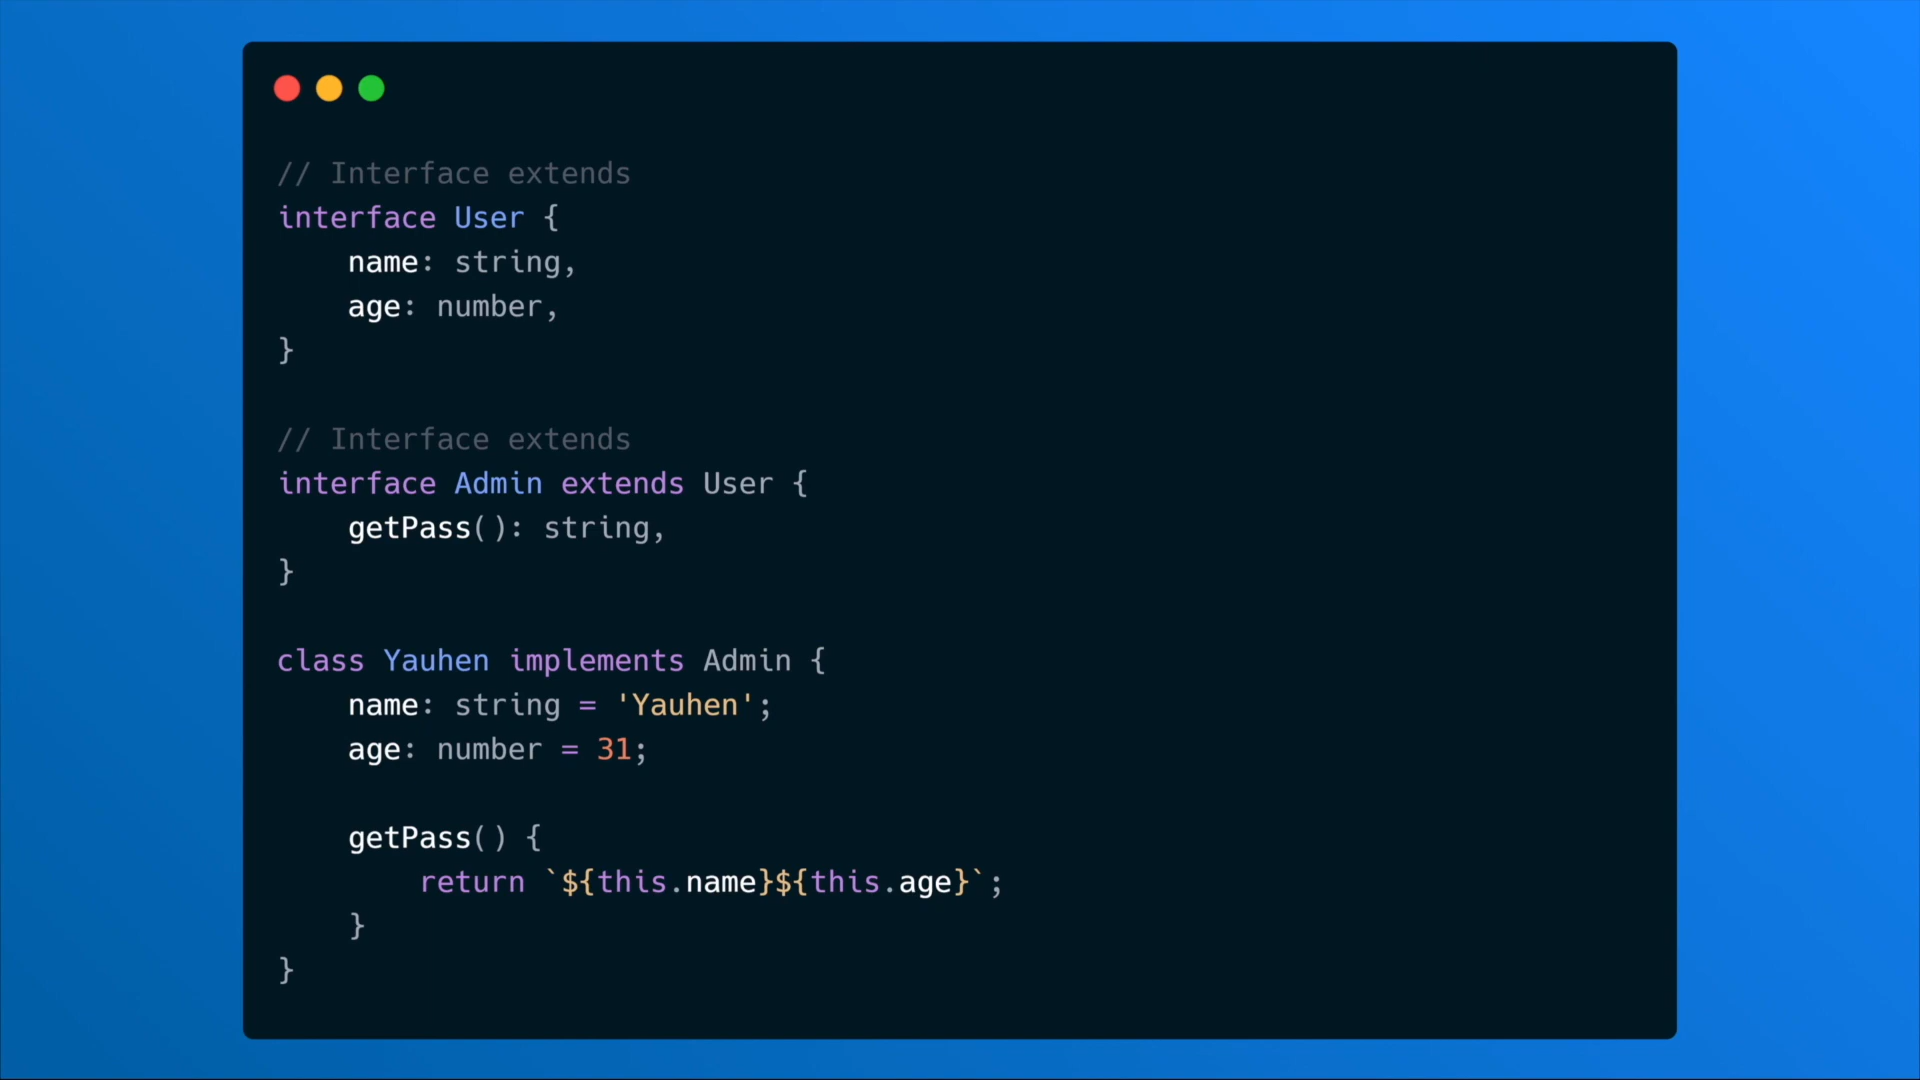 // Interface extends
interface User {
    name: string,
    age: number,
}

// Interface extends
interface Admin extends User {
    getPass(): string,
}

class Yauhen implements Admin {
    name: string = 'Yauhen';
    age: number = 31;

    getPass() {
        return `${this.name}${this.age}`;
    }
}